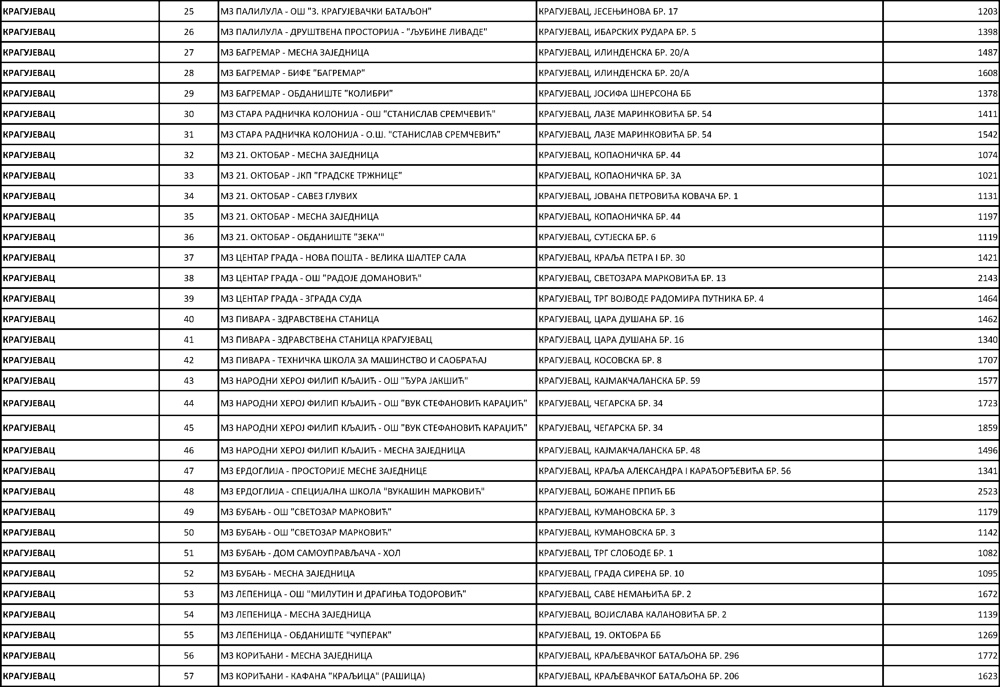 КРАГУЈЕВАЦ 25 МЗ ПАЛИЛУЛА - ОШ "3. КРАГУЈЕВАЧКИ БАТАЉОН" КРАГУЈЕВАЦ, ЈЕСЕЊИНОВА БР. 17 1203
КРАГУЈЕВАЦ 26 МЗ ПАЛИЛУЛА - ДРУШТВЕНА ПРОСТОРИЈА - "ЉУБИНЕ ЛИВАДЕ" КРАГУЈЕВАЦ, ИБАРСКИХ РУДАРА БР. 5 1398
КРАГУЈЕВАЦ 27 МЗ БАГРЕМАР - МЕСНА ЗАЈЕДНИЦА КРАГУЈЕВАЦ, ИЛИНДЕНСКА БР. 20/А 1487
КРАГУЈЕВАЦ 28 МЗ БАГРЕМАР - БИФЕ "БАГРЕМАР" КРАГУЈЕВАЦ, ИЛИНДЕНСКА БР. 20/А 1608
КРАГУЈЕВАЦ 29 МЗ БАГРЕМАР - ОБДАНИШТЕ "КОЛИБРИ" КРАГУЈЕВАЦ, ЈОСИФА ШНЕРСОНА ББ 1378
КРАГУЈЕВАЦ 30 МЗ СТАРА РАДНИЧКА КОЛОНИЈА - ОШ "СТАНИСЛАВ СРЕМЧЕВИЋ" КРАГУЈЕВАЦ, ЛАЗЕ МАРИНКОВИЋА БР. 54 1411
КРАГУЈЕВАЦ 31 МЗ СТАРА РАДНИЧКА КОЛОНИЈА - О.Ш. "СТАНИСЛАВ СРЕМЧЕВИЋ" КРАГУЈЕВАЦ, ЛАЗЕ МАРИНКОВИЋА БР. 54 1542
КРАГУЈЕВАЦ 32 МЗ 21. ОКТОБАР - МЕСНА ЗАЈЕДНИЦА КРАГУЈЕВАЦ, КОПАОНИЧКА БР. 44 1074
КРАГУЈЕВАЦ 33 МЗ 21. ОКТОБАР - ЈКП "ГРАДСКЕ ТРЖНИЦЕ" КРАГУЈЕВАЦ, КОПАОНИЧКА БР. 3А 1021
КРАГУЈЕВАЦ 34 МЗ 21. ОКТОБАР - САВЕЗ ГЛУВИХ КРАГУЈЕВАЦ, ЈОВАНА ПЕТРОВИЋА КОВАЧА БР. 1 1131
КРАГУЈЕВАЦ 35 МЗ 21. ОКТОБАР - МЕСНА ЗАЈЕДНИЦА КРАГУЈЕВАЦ, КОПАОНИЧКА БР. 44 1197
КРАГУЈЕВАЦ 36 МЗ 21. ОКТОБАР - ОБДАНИШТЕ "ЗЕКА'" КРАГУЈЕВАЦ, СУТЈЕСКА БР. 6 1119
КРАГУЈЕВАЦ 37 МЗ ЦЕНТАР ГРАДА - НОВА ПОШТА - ВЕЛИКА ШАЛТЕР САЛА КРАГУЈЕВАЦ, КРАЉА ПЕТРА I БР. 30 1421
КРАГУЈЕВАЦ 38 МЗ ЦЕНТАР ГРАДА - ОШ "РАДОЈЕ ДОМАНОВИЋ" КРАГУЈЕВАЦ, СВЕТОЗАРА МАРКОВИЋА БР. 13 2143
КРАГУЈЕВАЦ 39 МЗ ЦЕНТАР ГРАДА - ЗГРАДА СУДА КРАГУЈЕВАЦ, ТРГ ВОЈВОДЕ РАДОМИРА ПУТНИКА БР. 4 1464
КРАГУЈЕВАЦ 40 МЗ ПИВАРА - ЗДРАВСТВЕНА СТАНИЦА КРАГУЈЕВАЦ, ЦАРА ДУШАНА БР. 16 1462
КРАГУЈЕВАЦ 41 МЗ ПИВАРА - ЗДРАВСТВЕНА СТАНИЦА КРАГУЈЕВАЦ КРАГУЈЕВАЦ, ЦАРА ДУШАНА БР. 16 1340
КРАГУЈЕВАЦ 42 МЗ ПИВАРА - ТЕХНИЧКА ШКОЛА ЗА МАШИНСТВО И САОБРАЋАЈ КРАГУЈЕВАЦ, КОСОВСКА БР. 8 1707
КРАГУЈЕВАЦ 43 МЗ НАРОДНИ ХЕРОЈ ФИЛИП КЉАЈИЋ - ОШ "ЂУРА ЈАКШИЋ" КРАГУЈЕВАЦ, КАЈМАКЧАЛАНСКА БР. 59 1577
КРАГУЈЕВАЦ 44 МЗ НАРОДНИ ХЕРОЈ ФИЛИП КЉАЈИЋ - ОШ "ВУК СТЕФАНОВИЋ КАРАЏИЋ" КРАГУЈЕВАЦ, ЧЕГАРСКА БР. 34 1723
КРАГУЈЕВАЦ 45 МЗ НАРОДНИ ХЕРОЈ ФИЛИП КЉАЈИЋ - ОШ "ВУК СТЕФАНОВИЋ КАРАЏИЋ" КРАГУЈЕВАЦ, ЧЕГАРСКА БР. 34 1859
КРАГУЈЕВАЦ 46 МЗ НАРОДНИ ХЕРОЈ ФИЛИП КЉАЈИЋ - МЕСНА ЗАЈЕДНИЦА КРАГУЈЕВАЦ, КАЈМАКЧАЛАНСКА БР. 48 1496
КРАГУЈЕВАЦ 47 МЗ ЕРДОГЛИЈА - ПРОСТОРИЈЕ МЕСНЕ ЗАЈЕДНИЦЕ КРАГУЈЕВАЦ, КРАЉА АЛЕКСАНДРА I КАРАЂОРЂЕВИЋА БР. 56 1341
КРАГУЈЕВАЦ 48 МЗ ЕРДОГЛИЈА - СПЕЦИЈАЛНА ШКОЛА "ВУКАШИН МАРКОВИЋ" КРАГУЈЕВАЦ, БОЖАНЕ ПРПИЋ ББ 2523
КРАГУЈЕВАЦ 49 МЗ БУБАЊ - ОШ "СВЕТОЗАР МАРКОВИЋ" КРАГУЈЕВАЦ, КУМАНОВСКА БР. 3 1179
КРАГУЈЕВАЦ 50 МЗ БУБАЊ - ОШ "СВЕТОЗАР МАРКОВИЋ" КРАГУЈЕВАЦ, КУМАНОВСКА БР. 3 1142
КРАГУЈЕВАЦ 51 МЗ БУБАЊ - ДОМ САМОУПРАВЉАЧА - ХОЛ КРАГУЈЕВАЦ, ТРГ СЛОБОДЕ БР. 1 1082
КРАГУЈЕВАЦ 52 МЗ БУБАЊ - МЕСНА ЗАЈЕДНИЦА КРАГУЈЕВАЦ, ГРАДА СИРЕНА БР. 10 1095
КРАГУЈЕВАЦ 53 МЗ ЛЕПЕНИЦА - ОШ "МИЛУТИН И ДРАГИЊА ТОДОРОВИЋ" КРАГУЈЕВАЦ, САВЕ НЕМАЊИЋА БР. 2 1672
КРАГУЈЕВАЦ 54 МЗ ЛЕПЕНИЦА - МЕСНА ЗАЈЕДНИЦА КРАГУЈЕВАЦ, ВОЈИСЛАВА КАЛАНОВИЋА БР. 2 1139
КРАГУЈЕВАЦ 55 МЗ ЛЕПЕНИЦА - ОБДАНИШТЕ "ЧУПЕРАК" КРАГУЈЕВАЦ, 19. ОКТОБРА ББ 1269
КРАГУЈЕВАЦ 56 МЗ КОРИЋАНИ - МЕСНА ЗАЈЕДНИЦА КРАГУЈЕВАЦ, КРАЉЕВАЧКОГ БАТАЉОНА БР. 296 1772
КРАГУЈЕВАЦ 57 МЗ КОРИЋАНИ - КАФАНА "КРАЉИЦА" (РАШИЦА) КРАГУЈЕВАЦ, КРАЉЕВАЧКОГ БАТАЉОНА БР. 206 1623